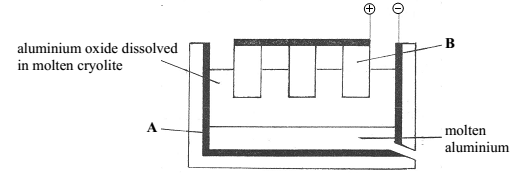 ⊕ ⊖
B
aluminium oxide dissolved
in molten cryolite
A
molten
aluminium